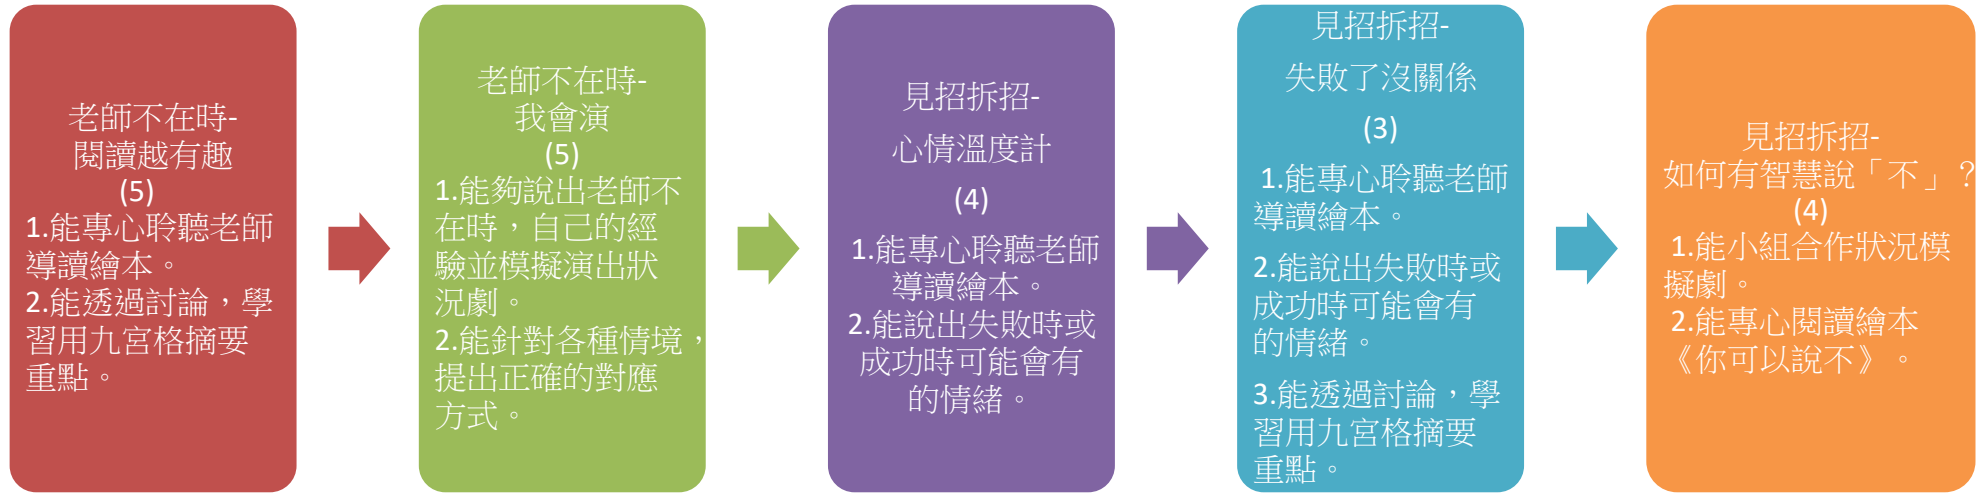 老師不在時-
閱讀越有趣
(5)
1.能專心聆聽老師
導讀繪本。
2.能透過討論，學
習用九宮格摘要
重點。
老師不在時-
我會演
(5)
1.能夠說出老師不
在時，自己的經
驗並模擬演出狀
況劇。
2.能針對各種情境，
提出正確的對應
方式。
見招拆招-
心情溫度計
(4)
1.能專心聆聽老師
導讀繪本。
2.能說出失敗時或
成功時可能會有
的情緒。
見招拆招-
失敗了沒關係
(3)
1.能專心聆聽老師
導讀繪本。
2.能說出失敗時或
成功時可能會有
的情緒。
3.能透過討論，學
習用九宮格摘要
重點。
見招拆招-
如何有智慧說「不」?
(4)
1.能小組合作狀況模
擬劇。
2.能專心閱讀繪本
《你可以說不》。